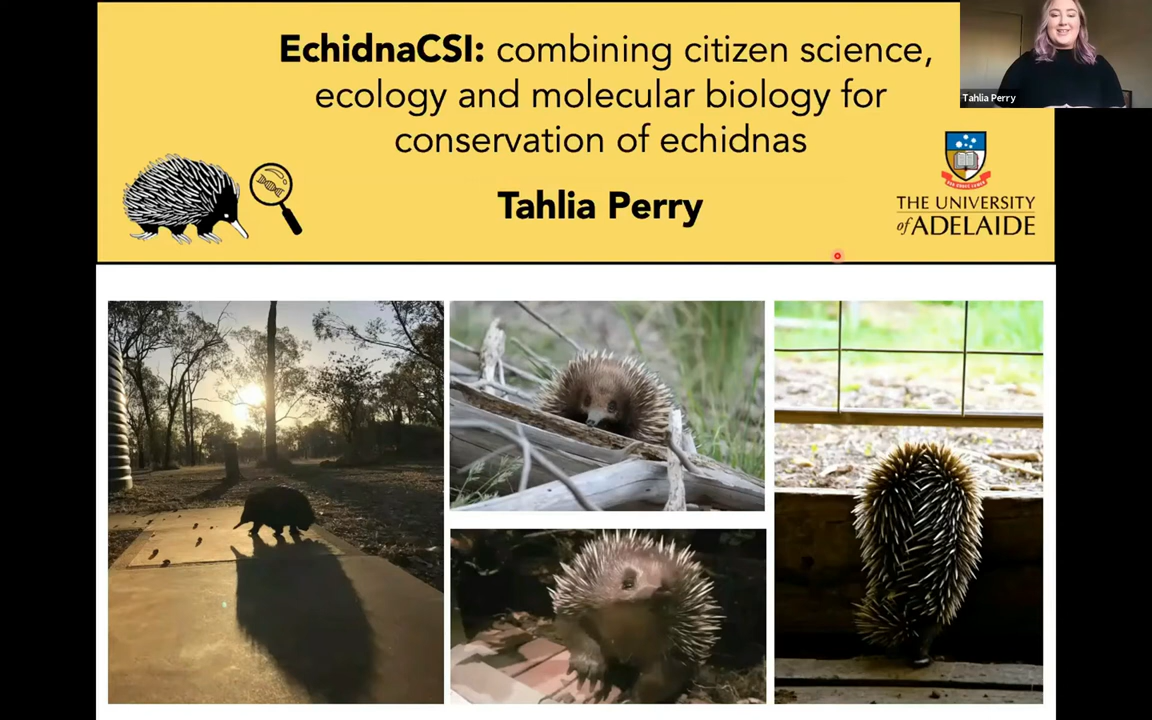 EchidnaCSI: combining citizen science,
ecology and molecular biology for
conservation of echidnas
Tahlia Perry
Tahlia Perry
THE UNIVERSITY
of ADELAIDE